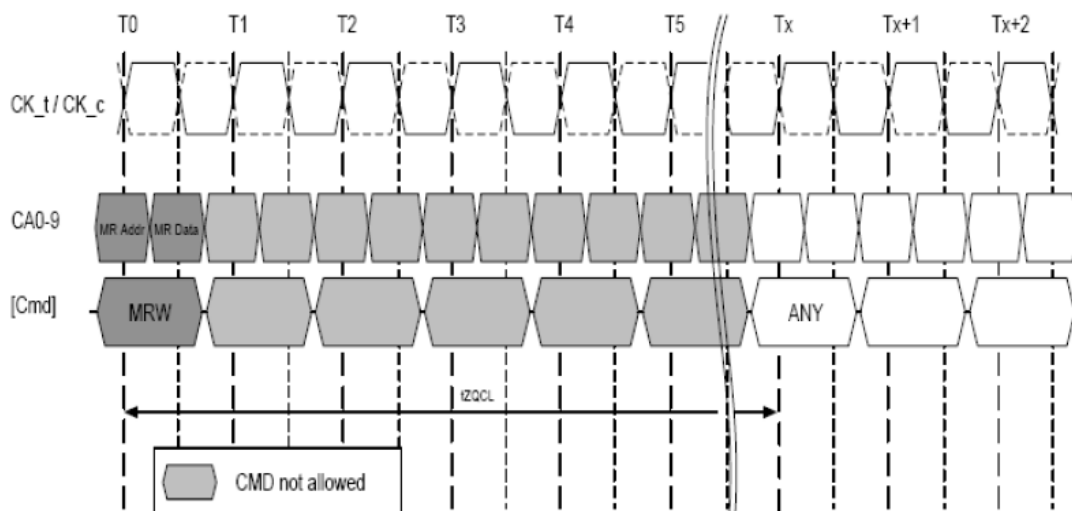 T0 T1 T2 T3 T4 T5 Tx Tx+1 Tx+2
CK_t / CK_c
CA0-9 MR Addr MR Data
[Cmd] MRW ANY
tZQCL
CMD not allowed